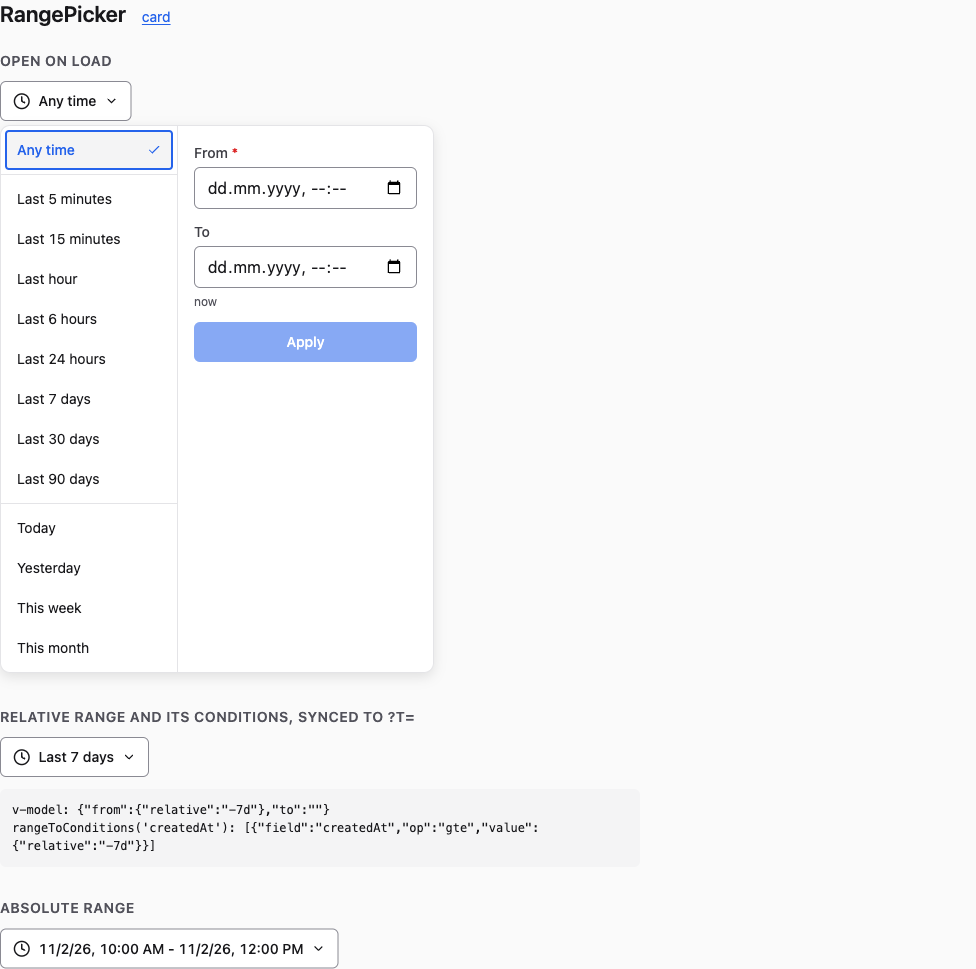 RangePicker card
OPEN ON LOAD
Any time
Any time
Last 5 minutes
Last 15 minutes
Last hour
Last 6 hours
Last 24 hours
Last 7 days
Last 30 days
Last 90 days
Today
Yesterday
This week
This month
From *
dd.mm.yyyy, --:--
To
dd.mm.yyyy, --:--
now
Apply
RELATIVE RANGE AND ITS CONDITIONS, SYNCED TO ?T=
Last 7 days
v-model: {"from":{"relative":"-7d"},"to":""}
rangeToConditions('createdAt'): [{"field":"createdAt","op":"gte","value":
{"relative":"-7d"}}]
ABSOLUTE RANGE
11/2/26, 10:00 AM - 11/2/26, 12:00 PM